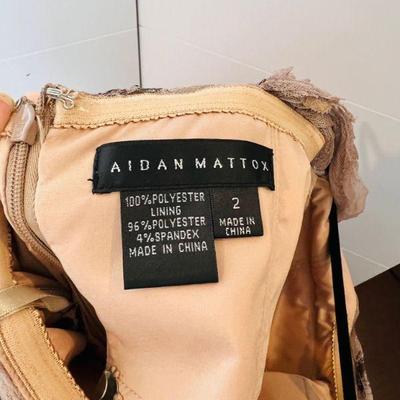 AIDAN MATTOX
100%POLYESTER
LINING
96%POLYESTER
4%SPANDEX
MADE IN CHINA
2
MADE IN
CHINA